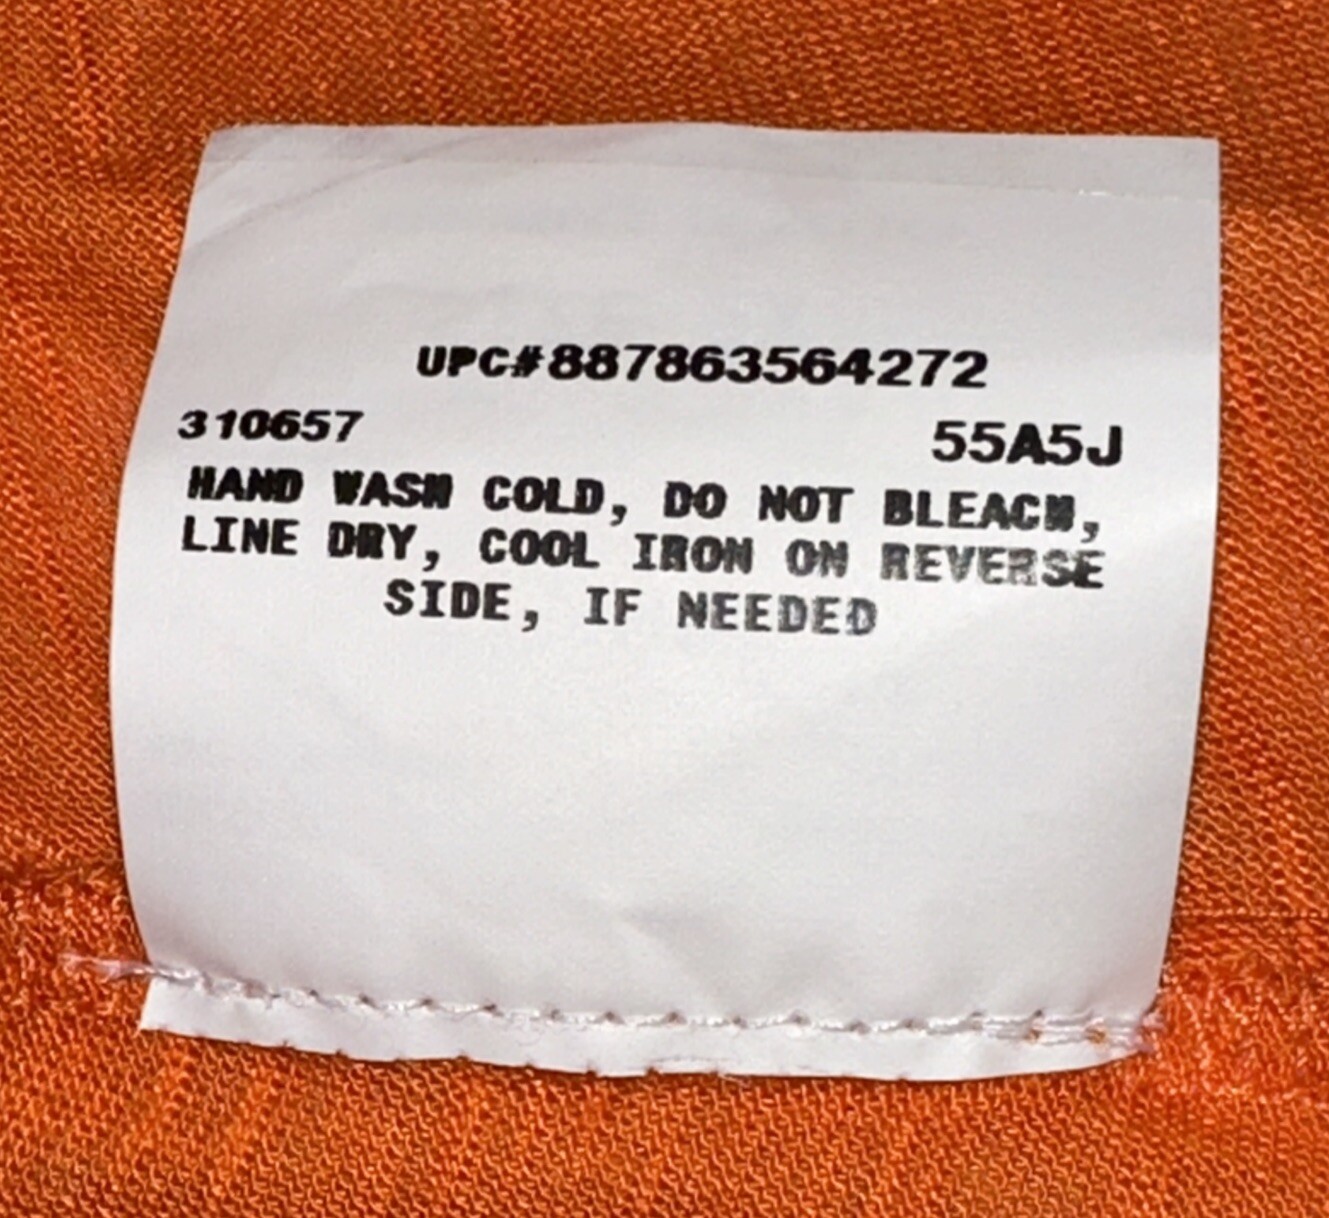 UPC#887863564272
310657 55A5J
HAND WASH COLD, DO NOT BLEACH,
LINE DRY, COOL IRON ON REVERSE
SIDE, IF NEEDED